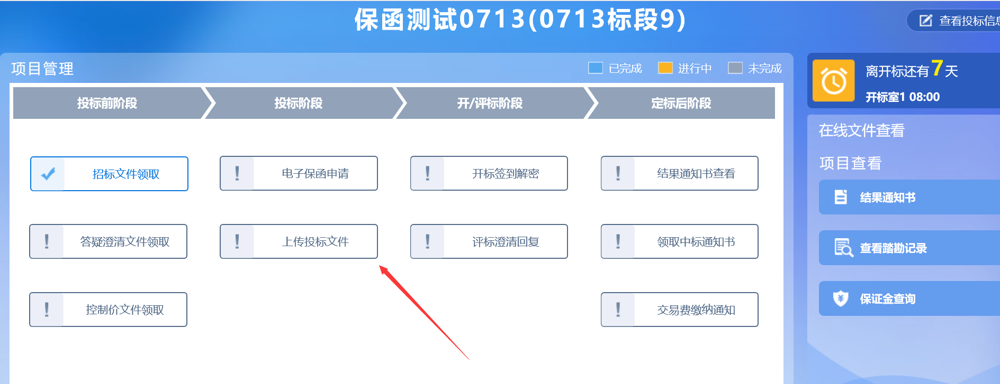 保函测试0713(0713标段9)
查看投标信息
项目管理
已完成 进行中 未完成
投标前阶段 投标阶段 开/评标阶段 定标后阶段
招标文件领取 电子保函申请 开标签到解密 结果通知书查看
答疑澄清文件领取 上传投标文件 评标澄清回复 领取中标通知书
控制价文件领取 交易费缴纳通知
离开标还有7天
开标室1 08:00
在线文件查看
项目查看
结果通知书
查看踏勘记录
保证金查询